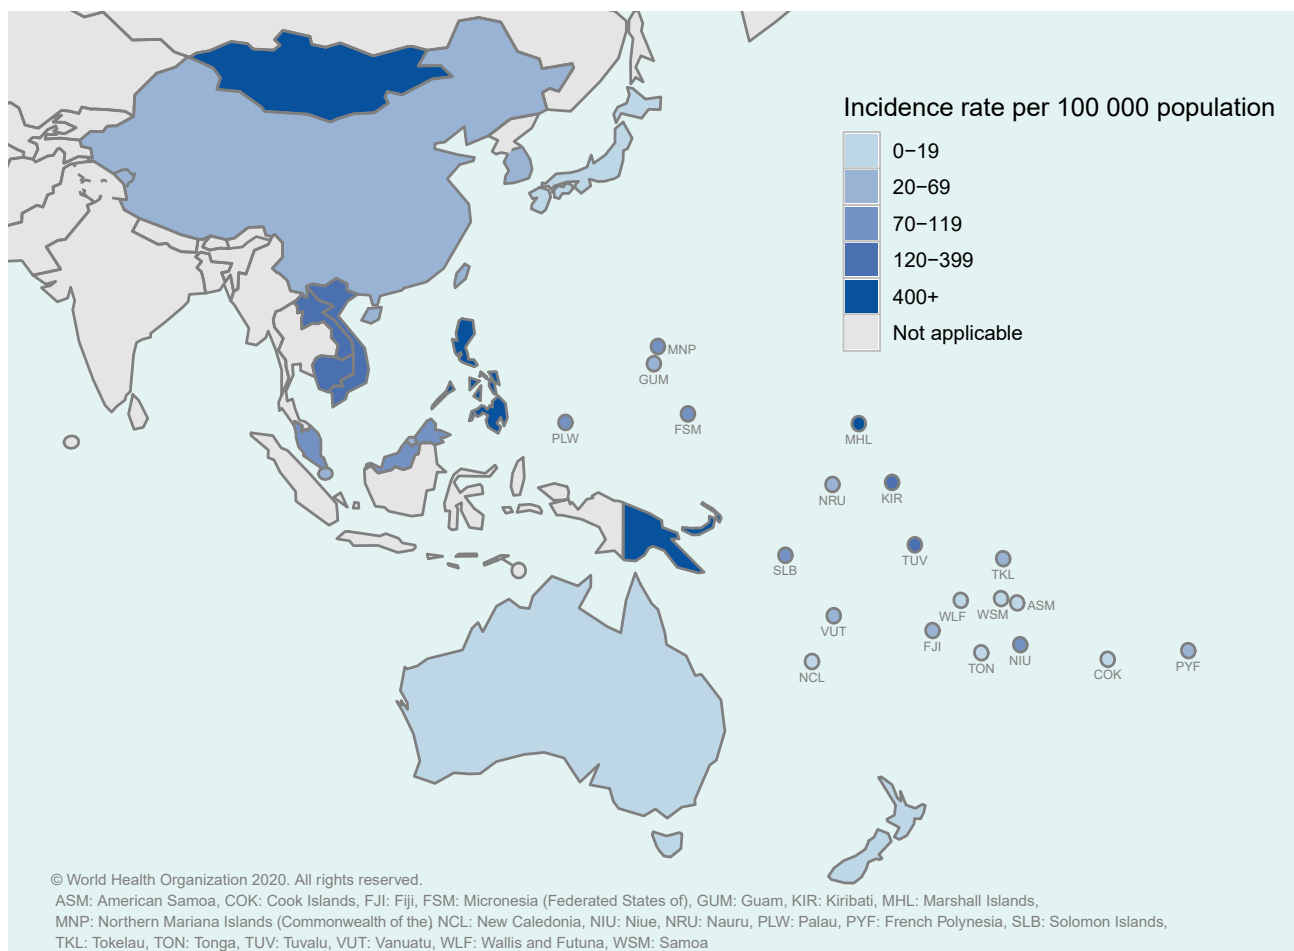 Incidence rate per 100 000 population
0−19
20−69
70−119
120−399
400+
Not applicable
MNP
GUM
PLW
FSM
MHL
NRU
KIR
SLB
TUV
TKL
WLF
WSM
ASM
VUT
FJI
TON
NIU
NCL
COK
PYF
© World Health Organization 2020. All rights reserved.
ASM: American Samoa, COK: Cook Islands, FJI: Fiji, FSM: Micronesia (Federated States of), GUM: Guam, KIR: Kiribati, MHL: Marshall Islands,
MNP: Northern Mariana Islands (Commonwealth of the) NCL: New Caledonia, NIU: Niue, NRU: Nauru, PLW: Palau, PYF: French Polynesia, SLB: Solomon Islands,
TKL: Tokelau, TON: Tonga, TUV: Tuvalu, VUT: Vanuatu, WLF: Wallis and Futuna, WSM: Samoa